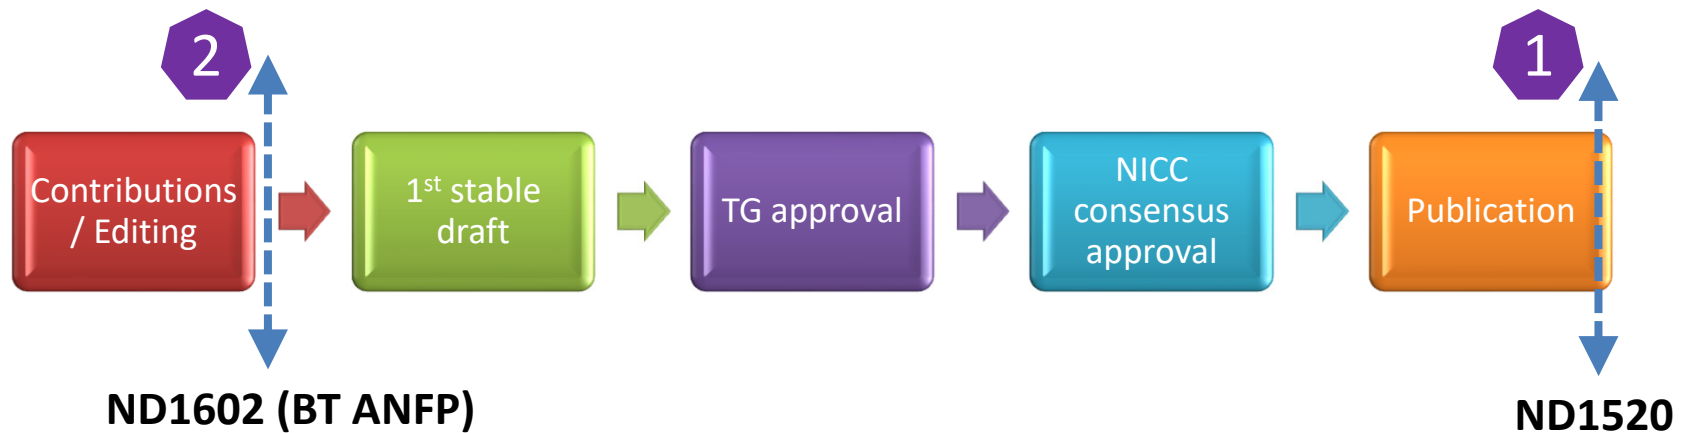 2
1
Contributions
/ Editing
1st stable
draft
TG approval
NICC
consensus
approval
Publication
ND1602 (BT ANFP)
ND1520